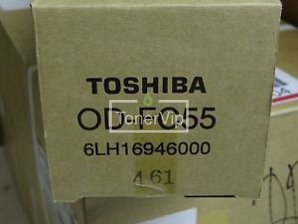 TOSHIBA
OD-FC55
TonerVip
6LH16946000
461